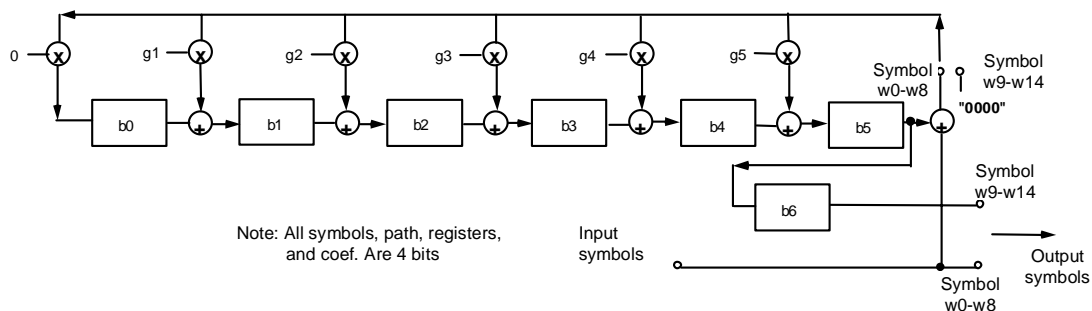 0
g1
g2
g3
g4
g5
X
X
X
X
X
X
Symbol
w0-w8
Symbol
w9-w14
"0000"
b0
+
b1
+
b2
+
b3
+
b4
+
b5
+
b6
Symbol
w9-w14
Note: All symbols, path, registers,
and coef. Are 4 bits
Input
symbols
Output
symbols
Symbol
w0-w8